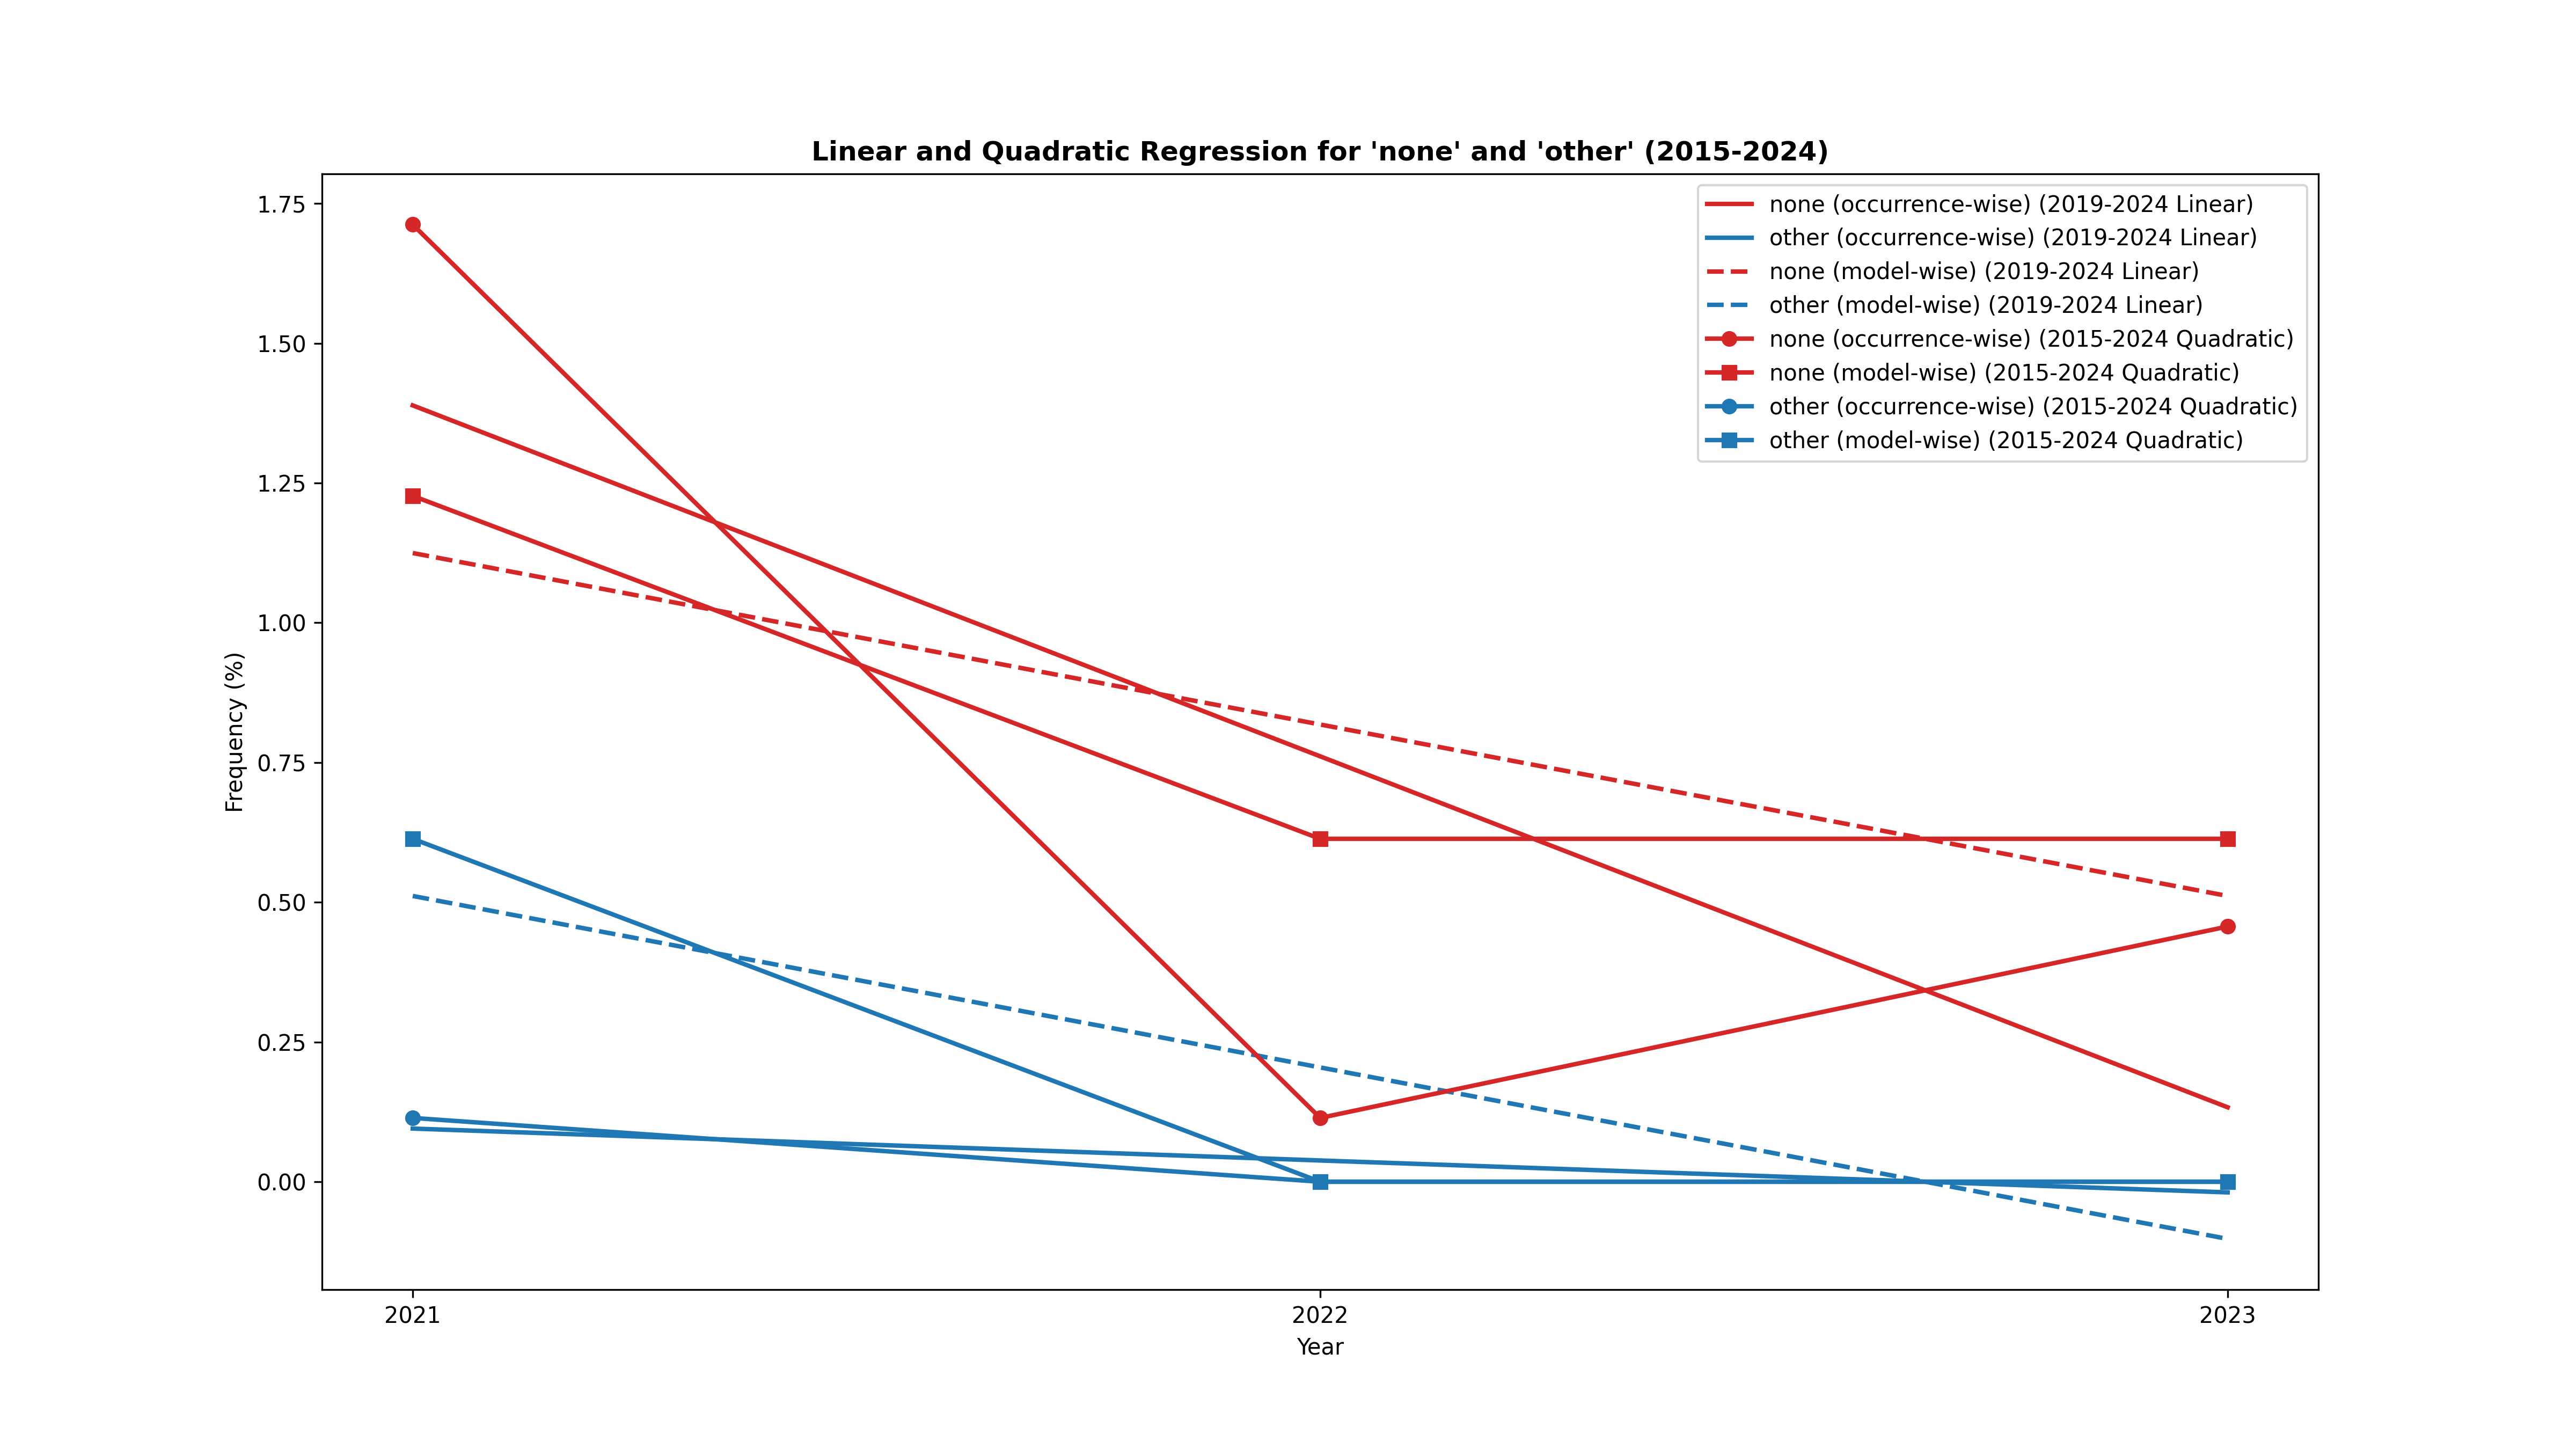 Linear and Quadratic Regression for 'none' and 'other' (2015-2024)
none (occurrence-wise) (2019-2024 Linear)
other (occurrence-wise) (2019-2024 Linear)
none (model-wise) (2019-2024 Linear)
other (model-wise) (2019-2024 Linear)
none (occurrence-wise) (2015-2024 Quadratic)
none (model-wise) (2015-2024 Quadratic)
other (occurrence-wise) (2015-2024 Quadratic)
other (model-wise) (2015-2024 Quadratic)
Frequency (%)
1.75
1.50
1.25
1.00
0.75
0.50
0.25
0.00
2021
2022
2023
Year